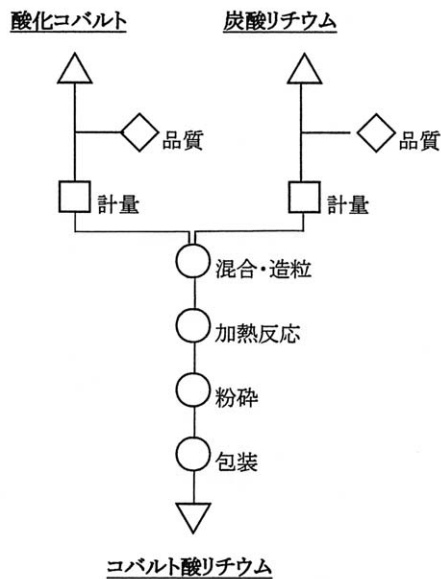 酸化コバルト
炭酸リチウム
品質
品質
計量
計量
混合・造粒
加熱反応
粉砕
包装
コバルト酸リチウム